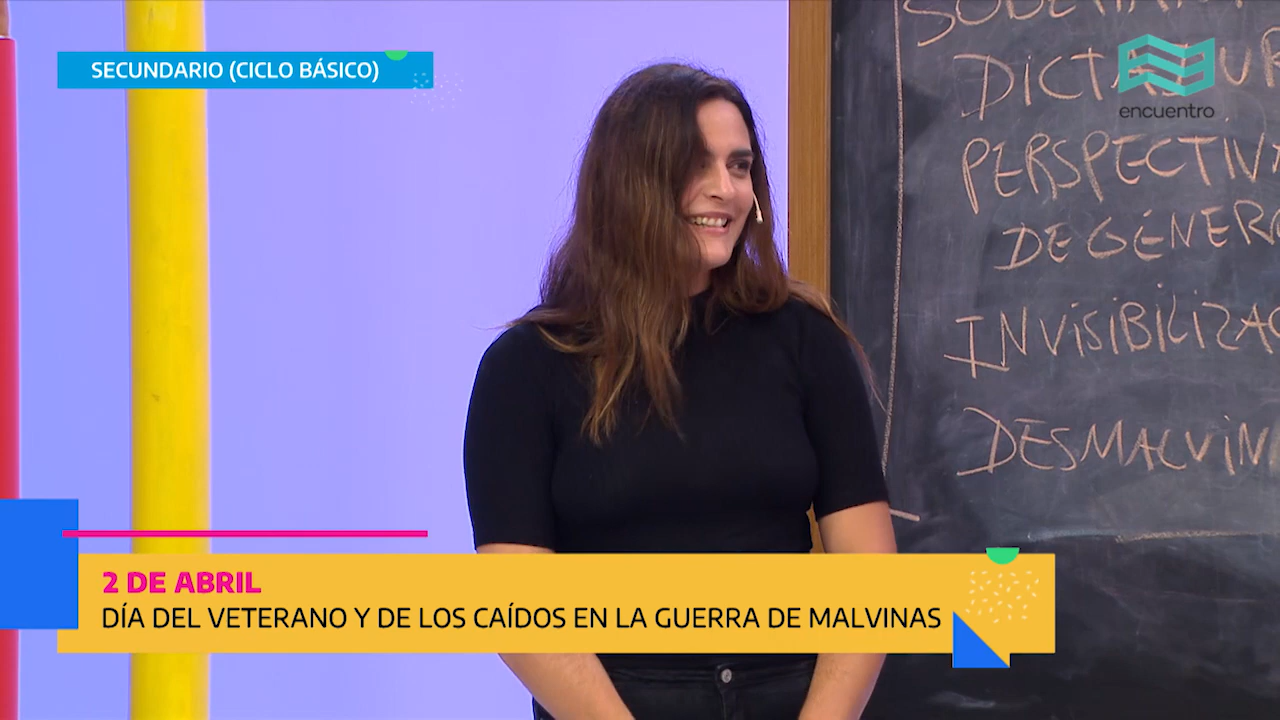 SECUNDARIO (CICLO BÁSICO)
encuentro
PERSPECTIVA
DE GÉNERO
INVISIBILIZAC
DESMALVIN
2 DE ABRIL
DÍA DEL VETERANO Y DE LOS CAÍDOS EN LA GUERRA DE MALVINAS